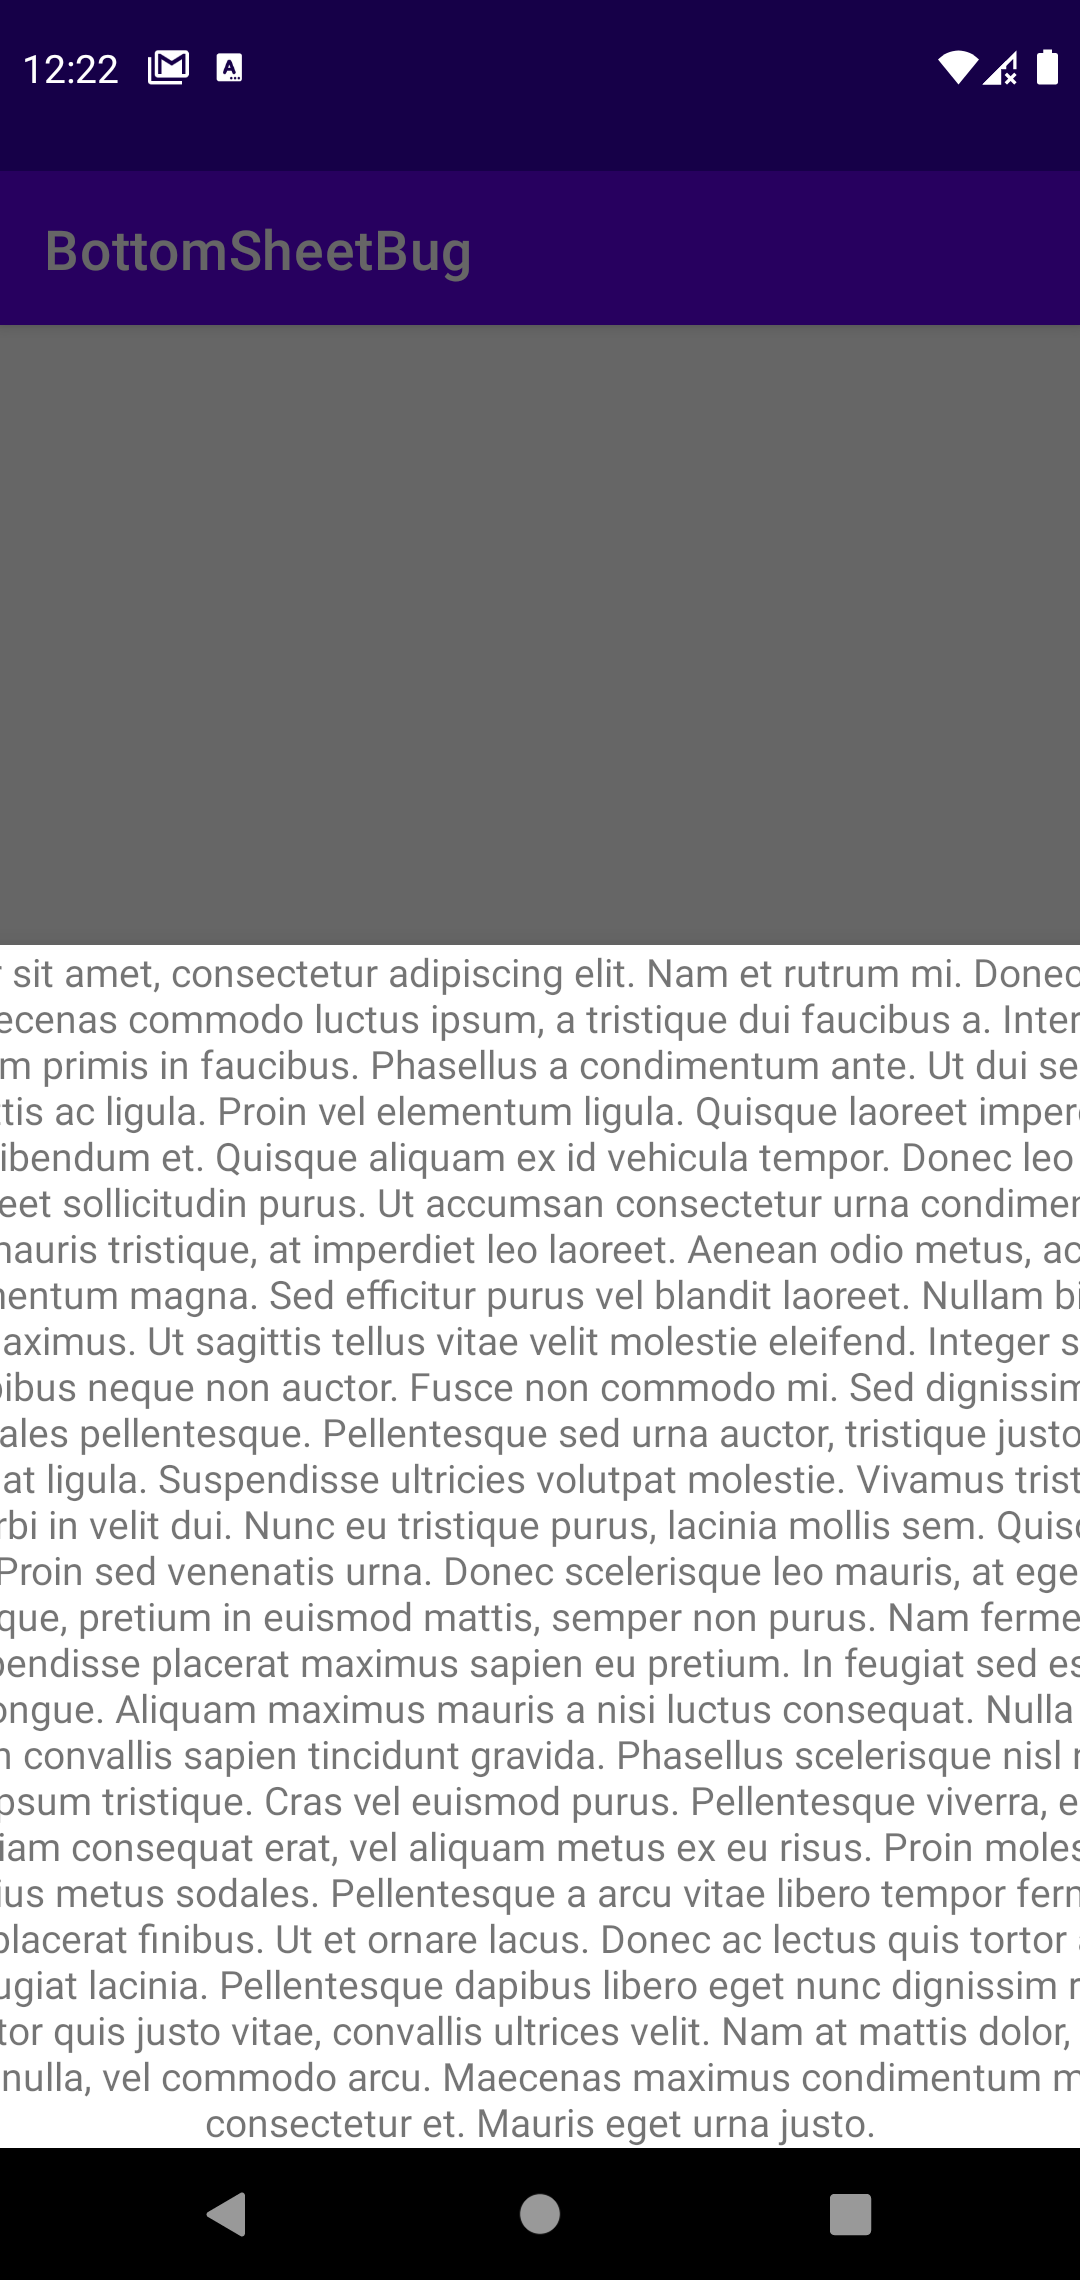 12:22
BottomSheetBug
sit amet, consectetur adipiscing elit. Nam et rutrum mi. Donec
ecenas commodo luctus ipsum, a tristique dui faucibus a. Inter
m primis in faucibus. Phasellus a condimentum ante. Ut dui se
tis ac ligula. Proin vel elementum ligula. Quisque laoreet imper
ibendum et. Quisque aliquam ex id vehicula tempor. Donec leo
eet sollicitudin purus. Ut accumsan consectetur urna condimen
mauris tristique, at imperdiet leo laoreet. Aenean odio metus, ac
nentum magna. Sed efficitur purus vel blandit laoreet. Nullam bi
aximus. Ut sagittis tellus vitae velit molestie eleifend. Integer s
bibus neque non auctor. Fusce non commodo mi. Sed dignissim
ales pellentesque. Pellentesque sed urna auctor, tristique justo
at ligula. Suspendisse ultricies volutpat molestie. Vivamus trist
rbi in velit dui. Nunc eu tristique purus, lacinia mollis sem. Quisc
Proin sed venenatis urna. Donec scelerisque leo mauris, at ege
que, pretium in euismod mattis, semper non purus. Nam ferme
pendisse placerat maximus sapien eu pretium. In feugiat sed es
ongue. Aliquam maximus mauris a nisi luctus consequat. Nulla
n convallis sapien tincidunt gravida. Phasellus scelerisque nisl
psum tristique. Cras vel euismod purus. Pellentesque viverra, e
iam consequat erat, vel aliquam metus ex eu risus. Proin moles
ius metus sodales. Pellentesque a arcu vitae libero tempor ferm
placerat finibus. Ut et ornare lacus. Donec ac lectus quis tortor
ugiat lacinia. Pellentesque dapibus libero eget nunc dignissim
tor quis justo vitae, convallis ultrices velit. Nam at mattis dolor,
nulla, vel commodo arcu. Maecenas maximus condimentum m
consectetur et. Mauris eget urna justo.